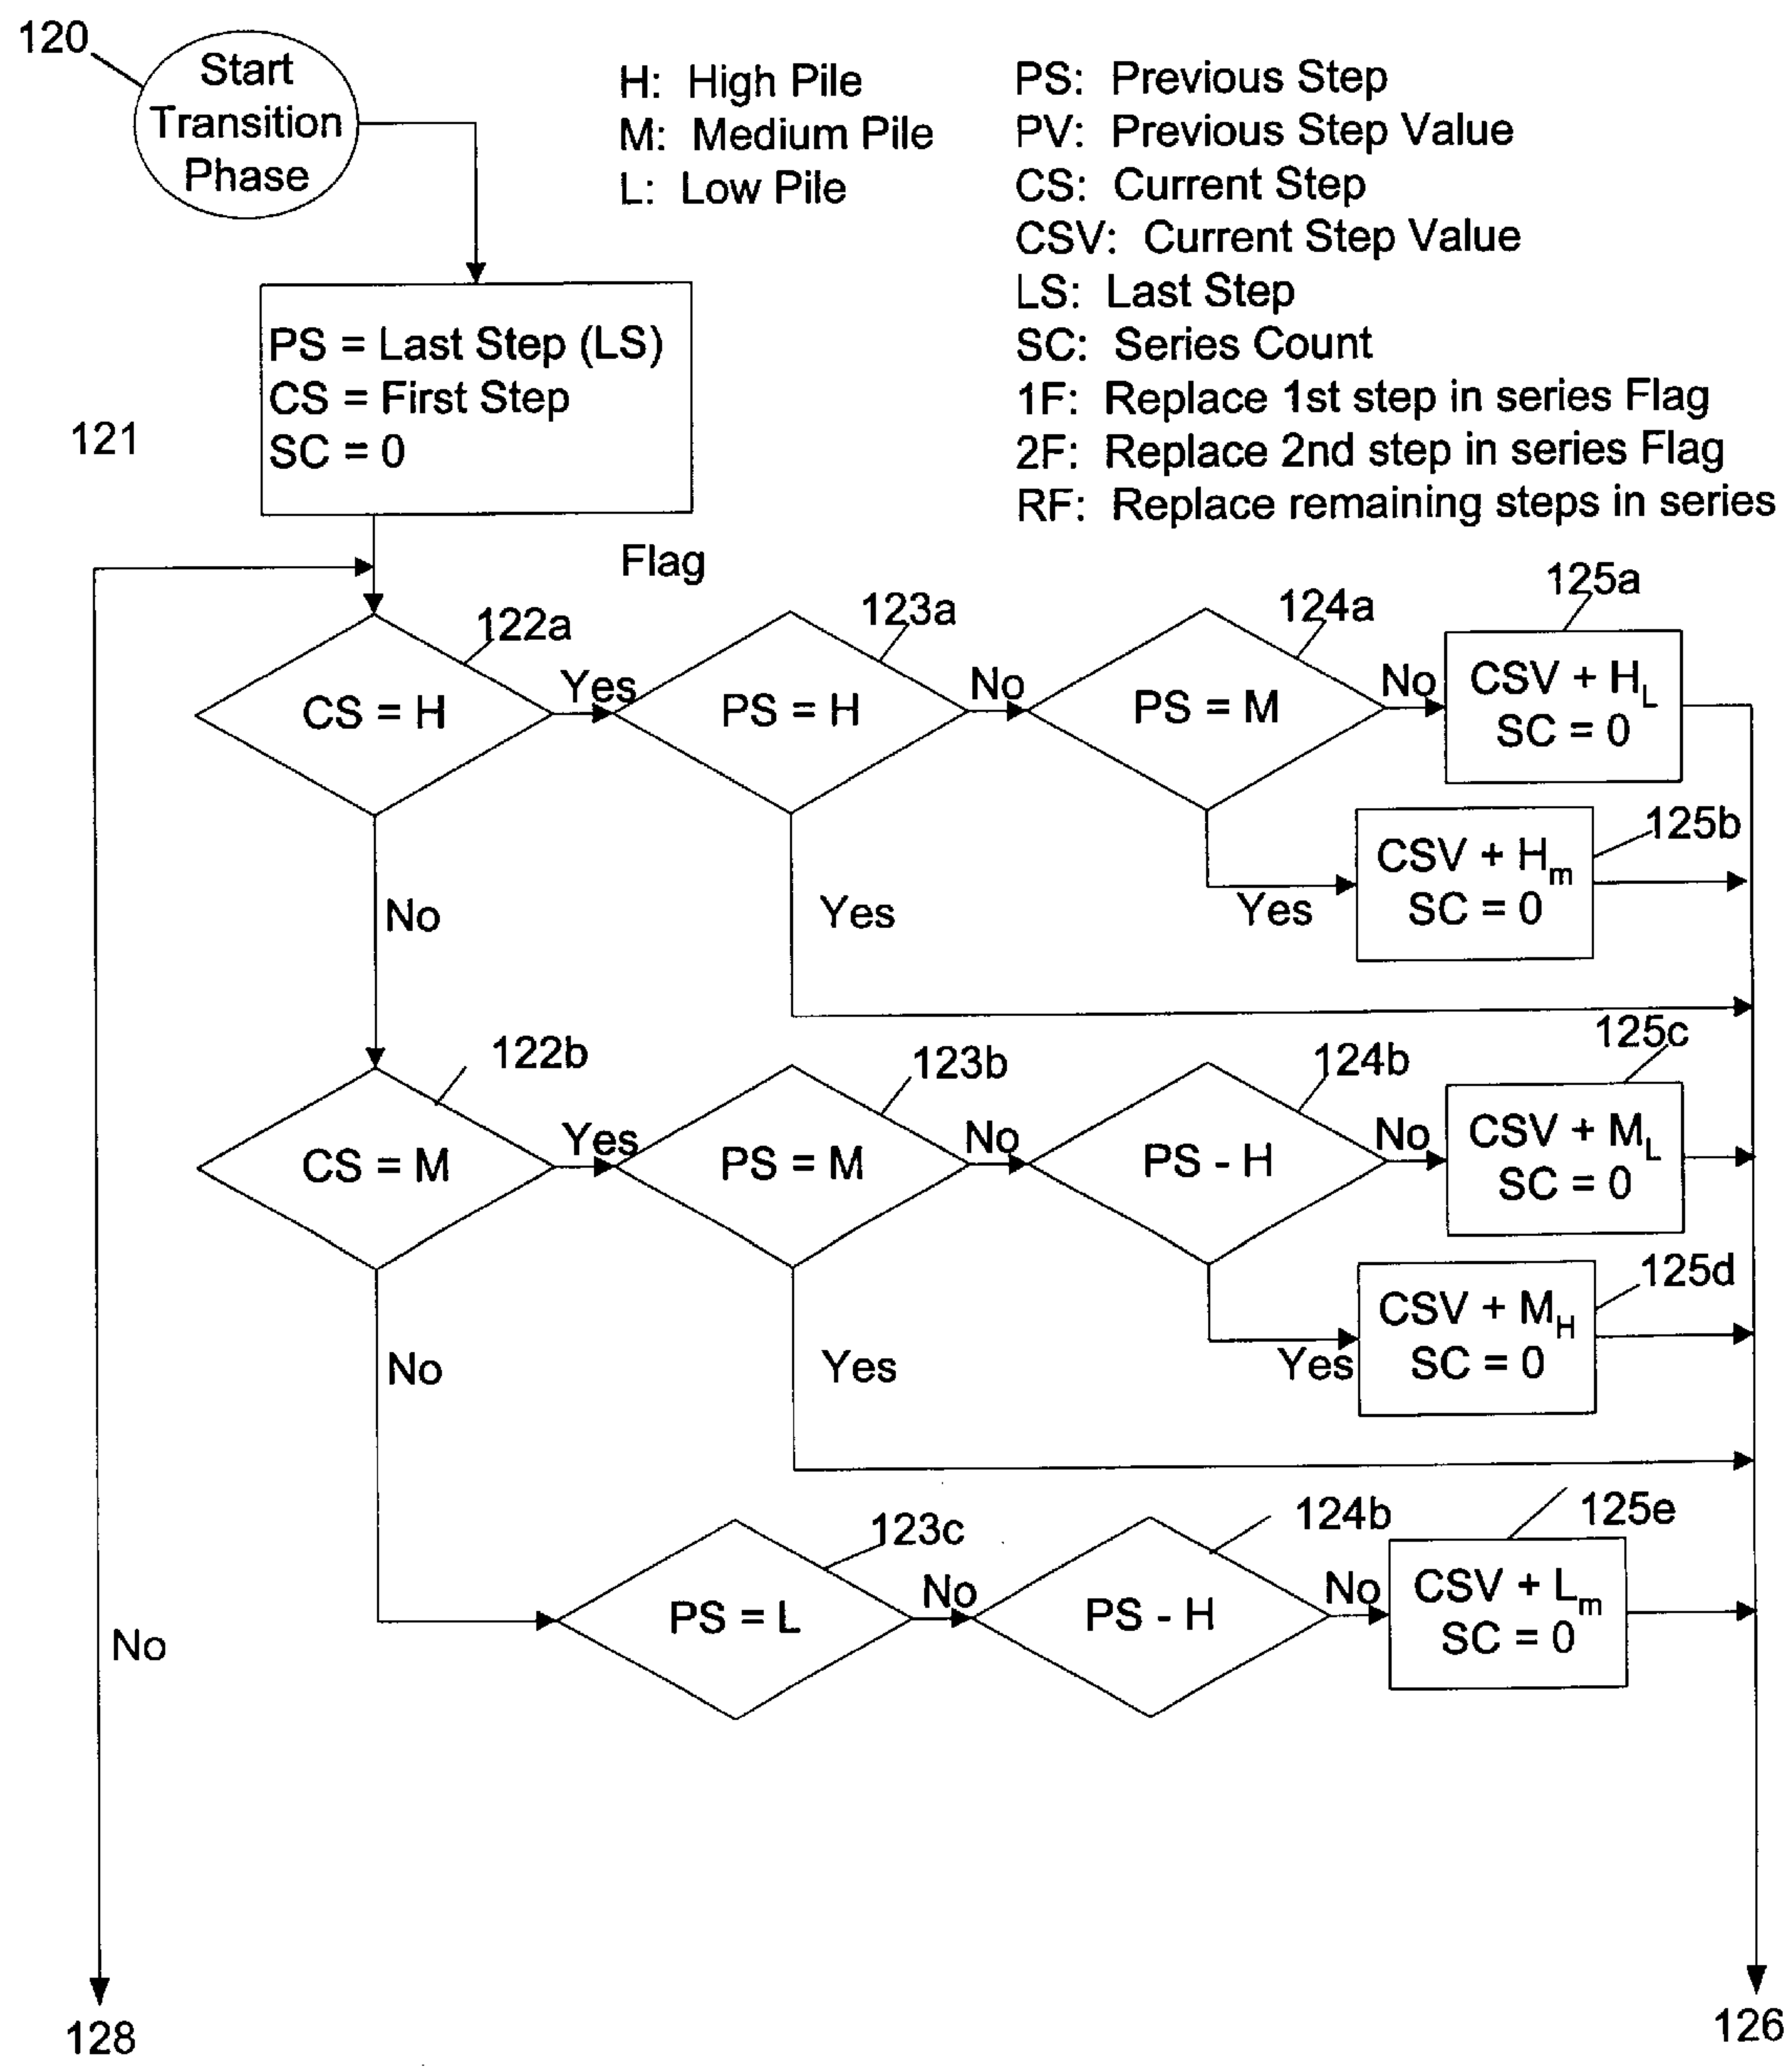 120
Start
Transition
Phase
H: High Pile
M: Medium Pile
L: Low Pile
PS: Previous Step
PV: Previous Step Value
CS: Current Step
CSV: Current Step Value
LS: Last Step
SC: Series Count
1F: Replace 1st step in series Flag
2F: Replace 2nd step in series Flag
RF: Replace remaining steps in series
Flag
121
PS = Last Step (LS)
CS = First Step
SC = 0
122a
CS = H
Yes
No
123a
PS = H
No
Yes
124a
PS = M
No
Yes
125a
CSV + HL
SC = 0
125b
CSV + Hm
SC = 0
122b
CS = M
Yes
No
123b
PS = M
No
Yes
124b
PS - H
No
Yes
125c
CSV + ML
SC = 0
125d
CSV + MH
SC = 0
123c
PS = L
No
124b
PS - H
No
125e
CSV + Lm
SC = 0
No
128
126